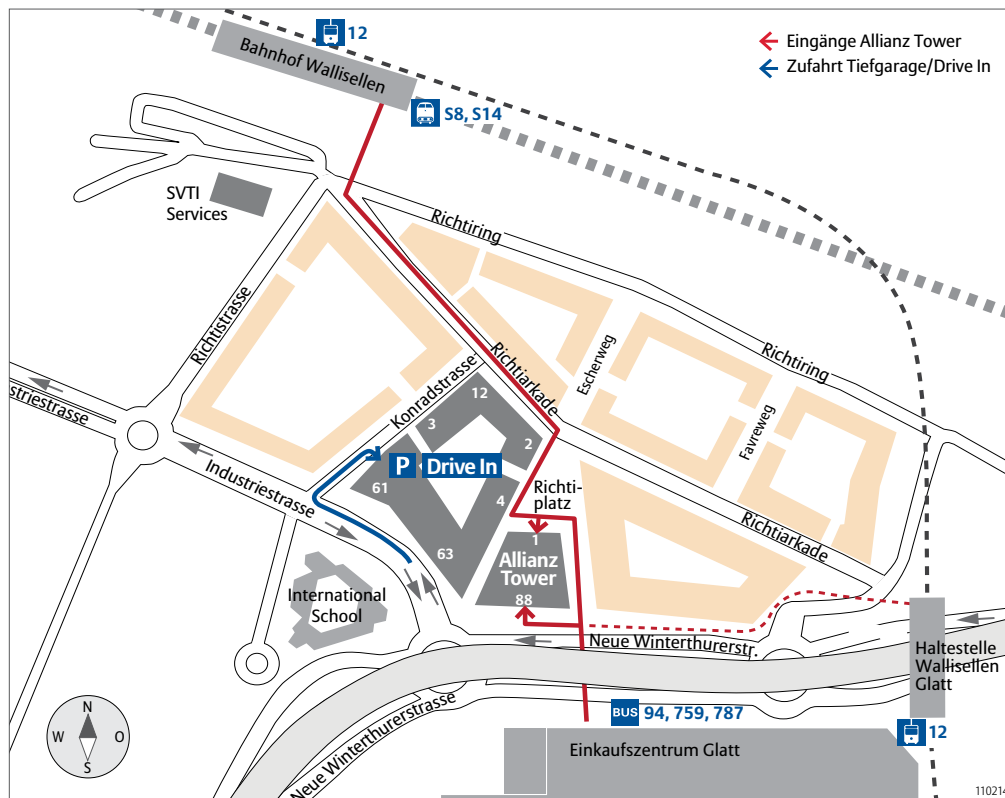 12
Bahnhof Wallisellen
S8, S14
Eingänge Allianz Tower
Zufahrt Tiefgarage/Drive In
SVTI
Services
Richtiring
Richtistrasse
Richtiarkade
Escherweg
Richtiring
Favreweg
Konradstrasse
striestrasse
Industriestrasse
12
3
2
P Drive In
61
4
63
Richti-
platz
Richtiarkade
1
Allianz
Tower
88
International
School
Neue Winterthurerstr.
Haltestelle
Wallisellen
Glatt
12
Neue Winterthurerstrasse
BUS 94, 759, 787
Einkaufszentrum Glatt
N
W O
S
110214